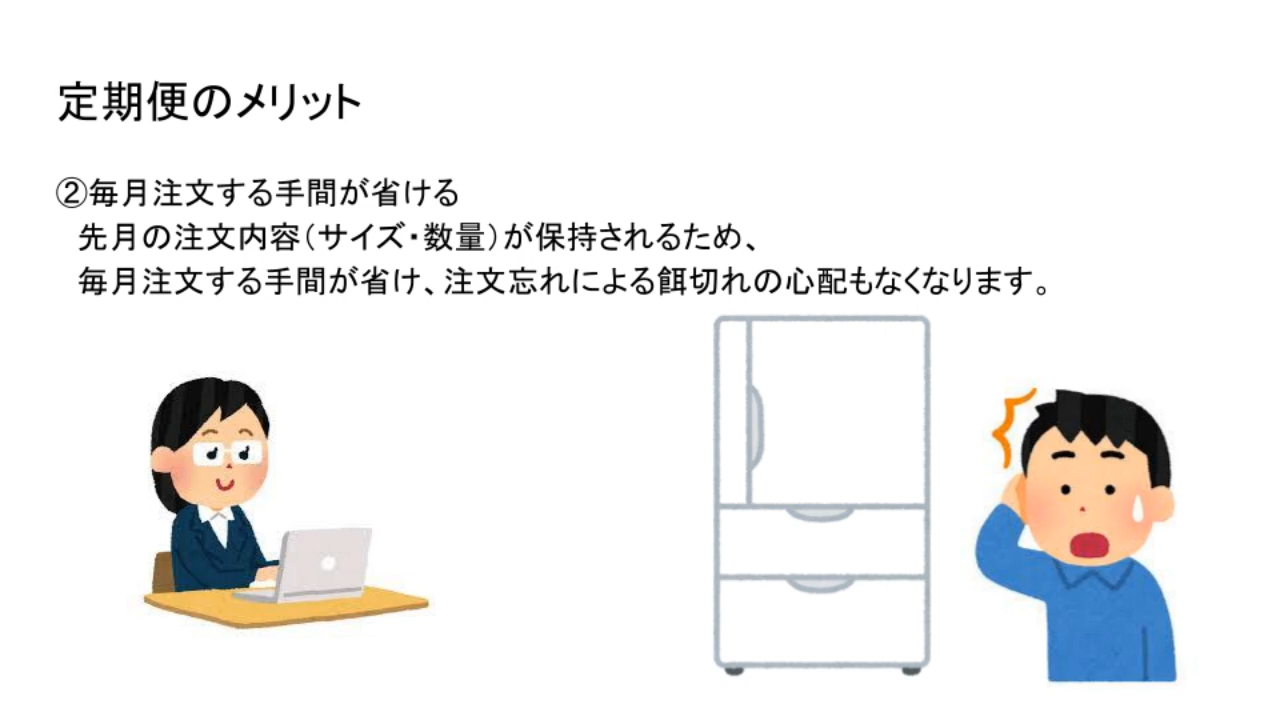 定期便のメリット
②毎月注文する手間が省ける
先月の注文内容（サイズ・数量）が保持されるため、
毎月注文する手間が省け、注文忘れによる餌切れの心配もなくなります。